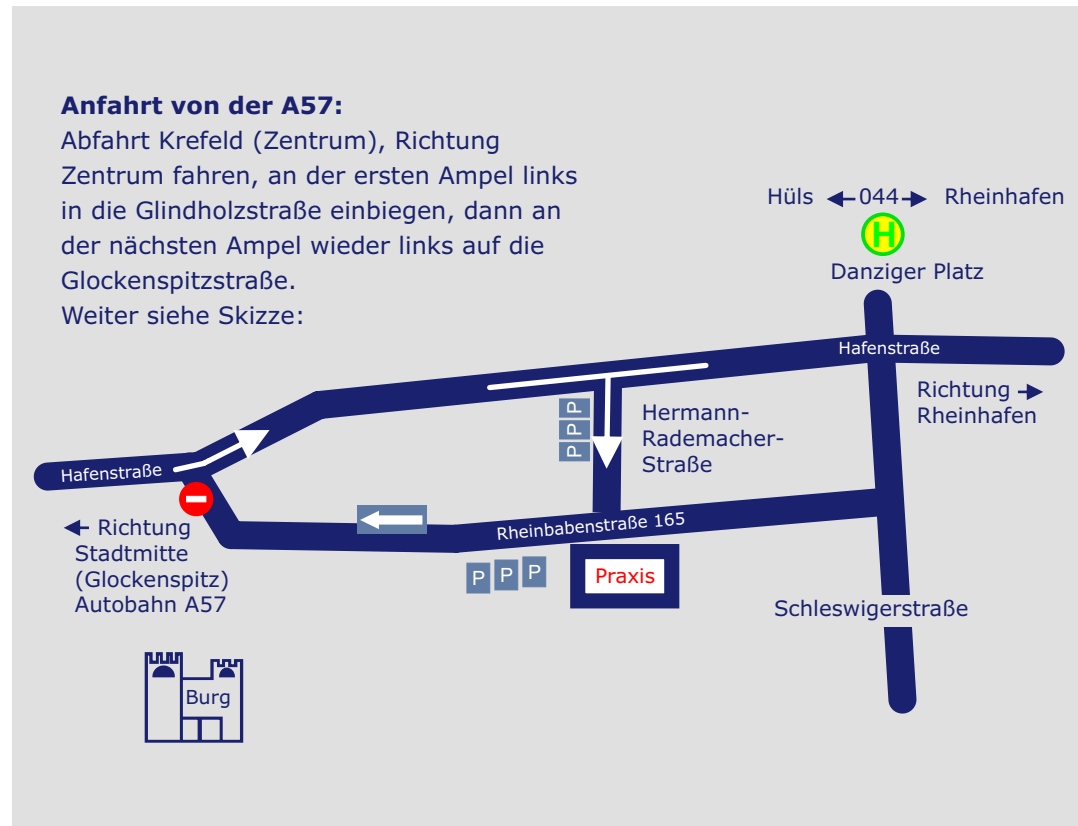 Anfahrt von der A57:
Abfahrt Krefeld (Zentrum), Richtung
Zentrum fahren, an der ersten Ampel links
in die Glindholzstraße einbiegen, dann an
der nächsten Ampel wieder links auf die
Glockenspitzstraße.
Weiter siehe Skizze:
Hüls 044 Rheinhafen
H
Danziger Platz
Hafenstraße
Richtung
Rheinhafen
P
P
P
Hermann-
Rademacher-
Straße
Hafenstraße
Richtung
Stadtmitte
(Glockenspitz)
Autobahn A57
Rheinbabenstraße 165
P P P
Praxis
Schleswigerstraße
Burg